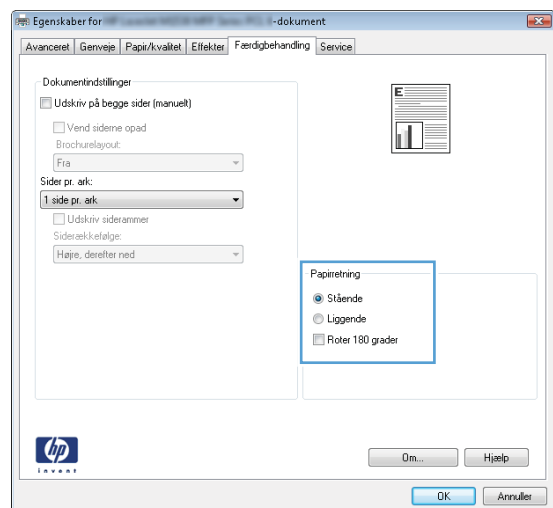 Egenskaber for -dokument
Avanceret Genveje Papir/kvalitet Effekter Færdigbehandling Service
Dokumentindstillinger
Udskriv på begge sider (manuelt)
Vend siderne opad
Brochurelayout:
Fra
Sider pr. ark:
1 side pr. ark
Udskriv siderammer
Siderækkefølge:
Højre, derefter ned
E
Papirretning
Stående
Liggende
Roter 180 grader
hp
invent
Om... Hjælp
OK Annuller